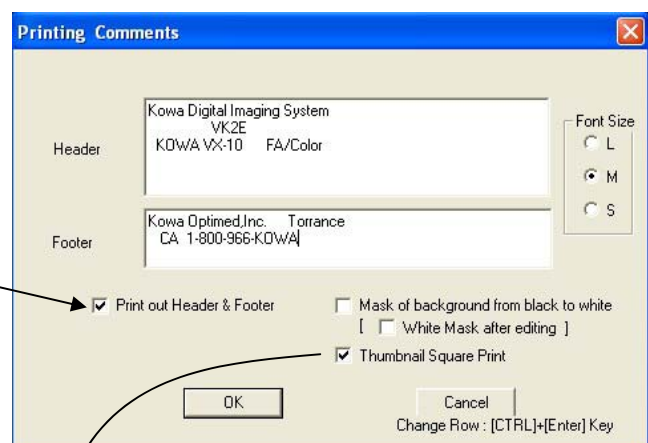 Printing Comments
Header
Kowa Digital Imaging System
VK2E
KOWA VX-10 FA/Color
Font Size
L
M
S
Footer
Kowa Optimed,Inc. Torrance
CA 1-800-966-KOWA
Print out Header & Footer
Mask of background from black to white
[ White Mask after editing ]
Thumbnail Square Print
OK
Cancel
Change Row : [CTRL]+[Enter] Key